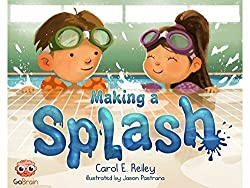 Making a
Splash
Carol E. Reiley
illustrated by Jason Pastrana
GoBrain